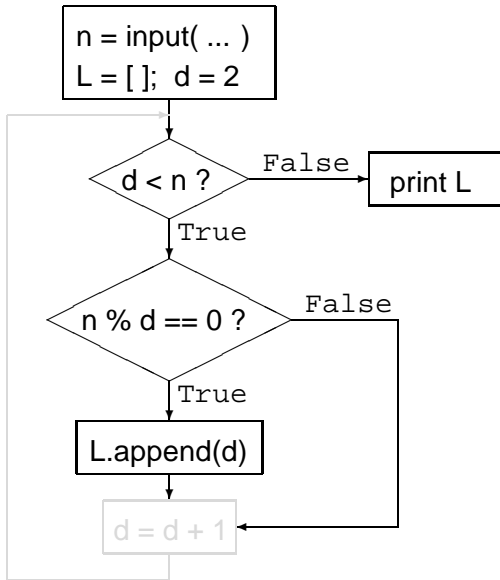 n = input( ... )
L = [ ]; d = 2
d < n ?
False
print L
True
n % d == 0 ?
False
True
L.append(d)
d = d + 1